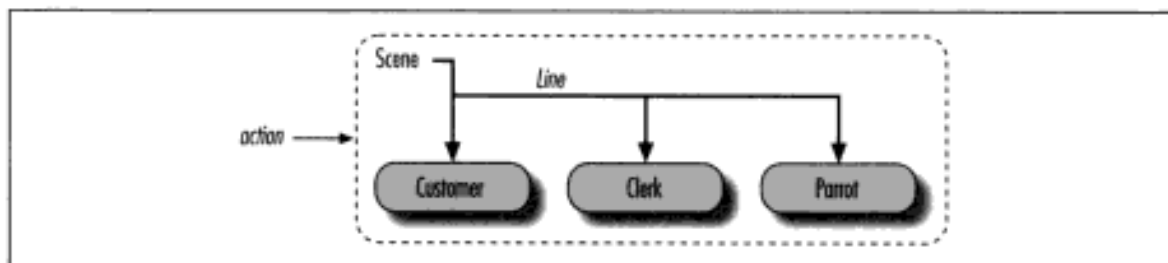 Scene
Line
action
Customer
Clerk
Parrot